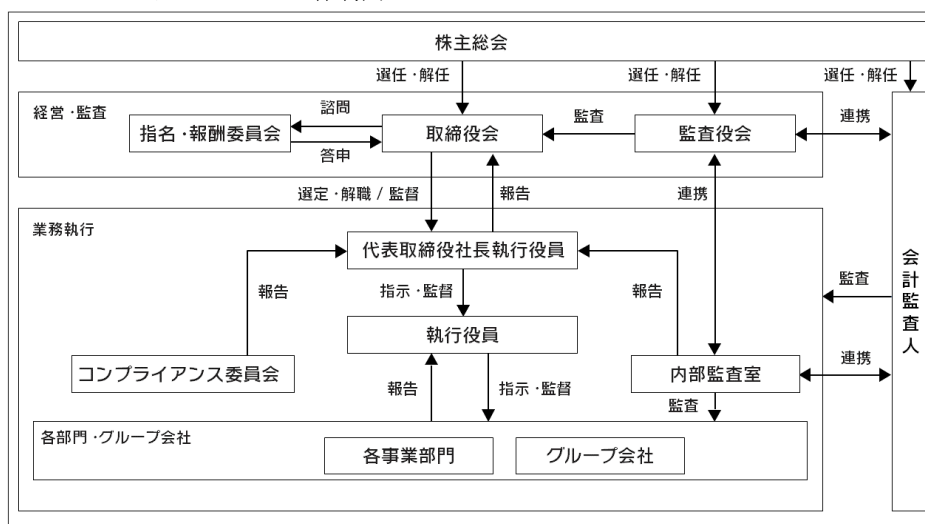 株主総会
選任・解任
選任・解任
選任・解任
経営・監査
諮問
指名・報酬委員会
答申
取締役会
監査
監査役会
連携
選定・解職 / 監督
報告
連携
業務執行
代表取締役社長執行役員
報告
指示・監督
報告
監査
会計監査人
執行役員
コンプライアンス委員会
内部監査室
連携
報告
指示・監督
監査
各部門・グループ会社
各事業部門
グループ会社